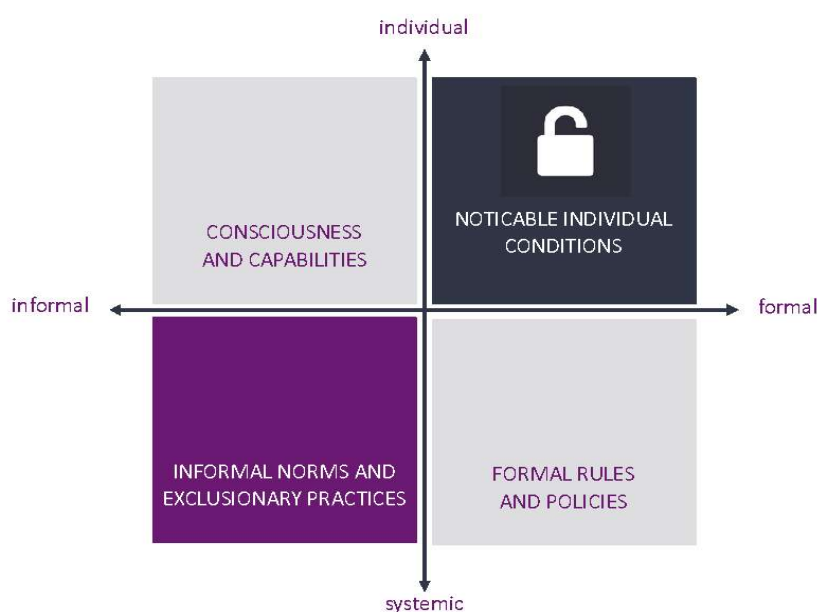 individual
NOTICABLE INDIVIDUAL
CONDITIONS
CONSCIOUSNESS
AND CAPABILITIES
informal
formal
INFORMAL NORMS AND
EXCLUSIONARY PRACTICES
FORMAL RULES
AND POLICIES
systemic